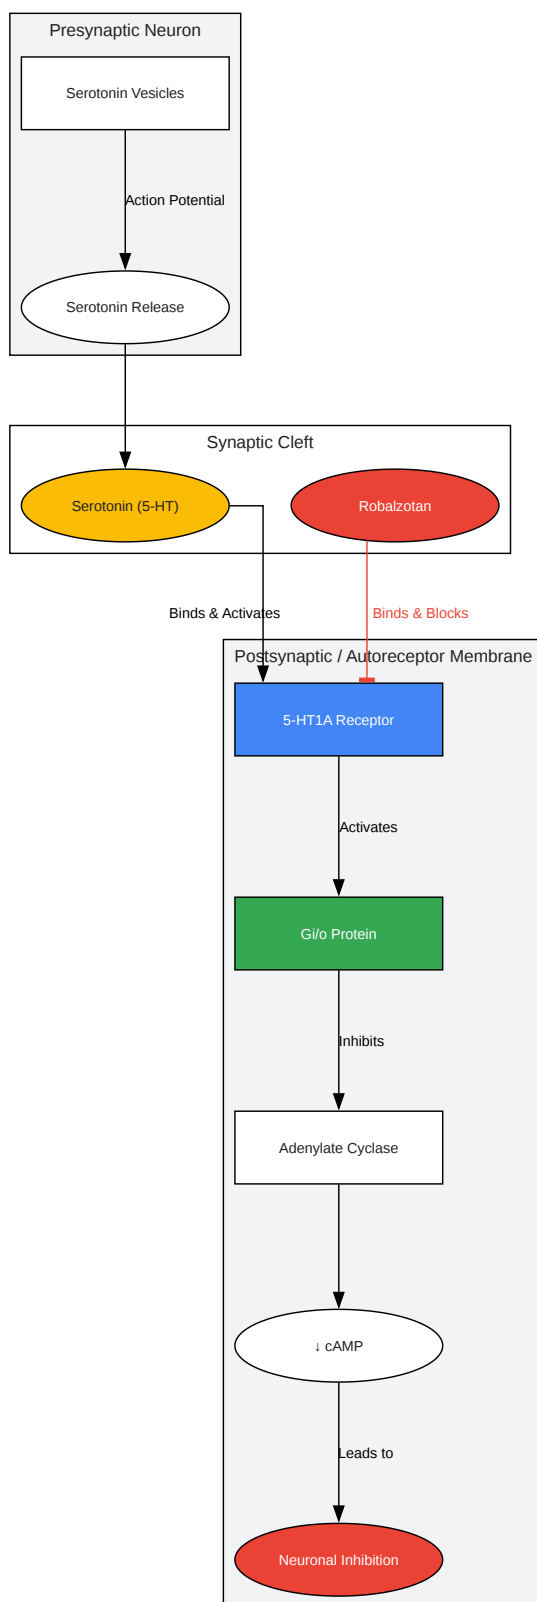 Presynaptic Neuron
Serotonin Vesicles
Action Potential
Serotonin Release
Synaptic Cleft
Serotonin (5-HT)
Robalzotan
Binds & Activates
Binds & Blocks
Postsynaptic / Autoreceptor Membrane
5-HT1A Receptor
Activates
Gi/o Protein
Inhibits
Adenylate Cyclase
↓ cAMP
Leads to
Neuronal Inhibition